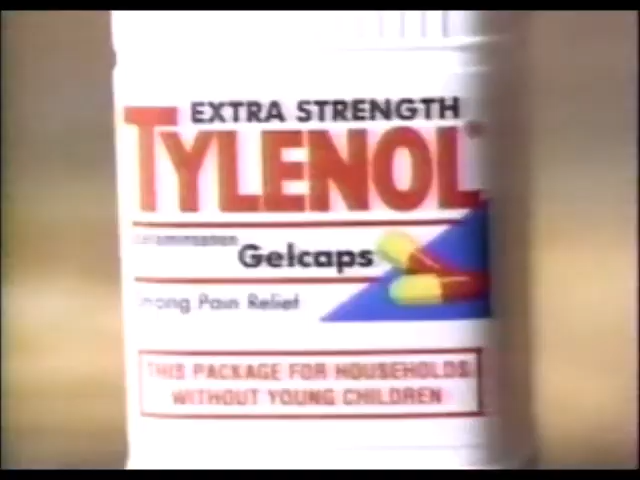 EXTRA STRENGTH
TYLENOL
Gelcaps
Pain Relief
THIS PACKAGE FOR HOUSEHOLDS
WITHOUT YOUNG CHILDREN